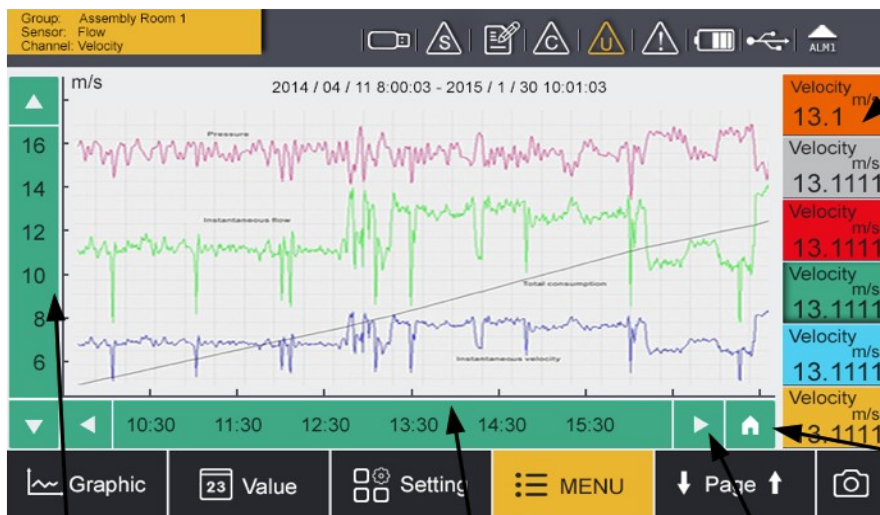 Group: Assembly Room 1
Sensor: Flow
Channel: Velocity
S
C
U
ALM1
m/s
2014 / 04 / 11 8:00:03 - 2015 / 1 / 30 10:01:03
16
14
12
10
8
6
Pressure
Instantaneous flow
Total consumption
Instantaneous velocity
10:30 11:30 12:30 13:30 14:30 15:30
Velocity
m/s
13.1
Velocity
m/s
13.1111
Velocity
m/s
13.1111
Velocity
m/s
13.1111
Velocity
m/s
13.1111
Velocity
m/s
13.1111
Graphic
23 Value
Setting
MENU
Page